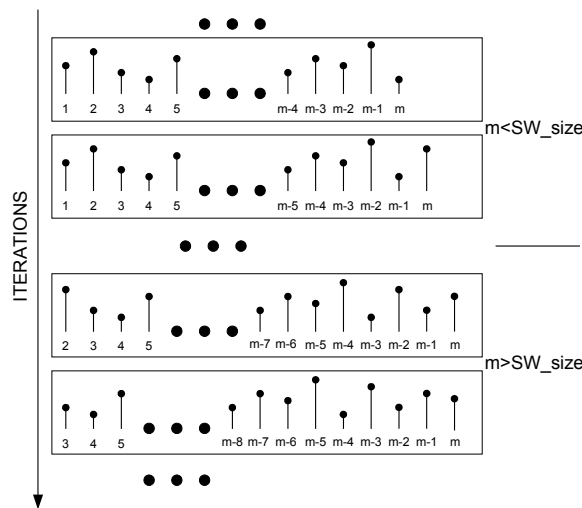 1 2 3 4 5 m-4 m-3 m-2 m-1 m
m<SW_size
1 2 3 4 5 m-5 m-4 m-3 m-2 m-1 m
ITERATIONS
2 3 4 5 m-7 m-6 m-5 m-4 m-3 m-2 m-1 m
m>SW_size
3 4 5 m-8 m-7 m-6 m-5 m-4 m-3 m-2 m-1 m